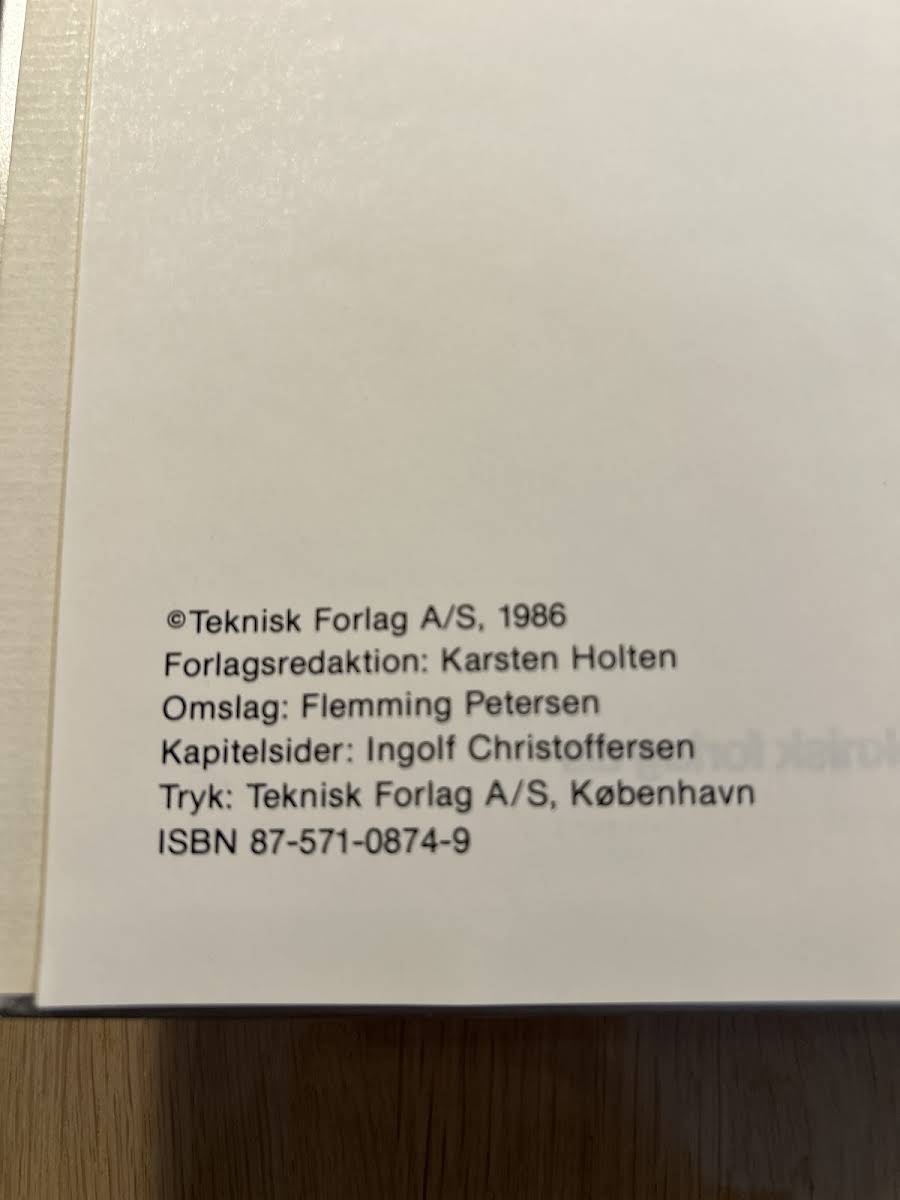 ©Teknisk Forlag A/S, 1986
Forlagsredaktion: Karsten Holten
Omslag: Flemming Petersen
Kapitelsider: Ingolf Christoffersen
Tryk: Teknisk Forlag A/S, København
ISBN 87-571-0874-9